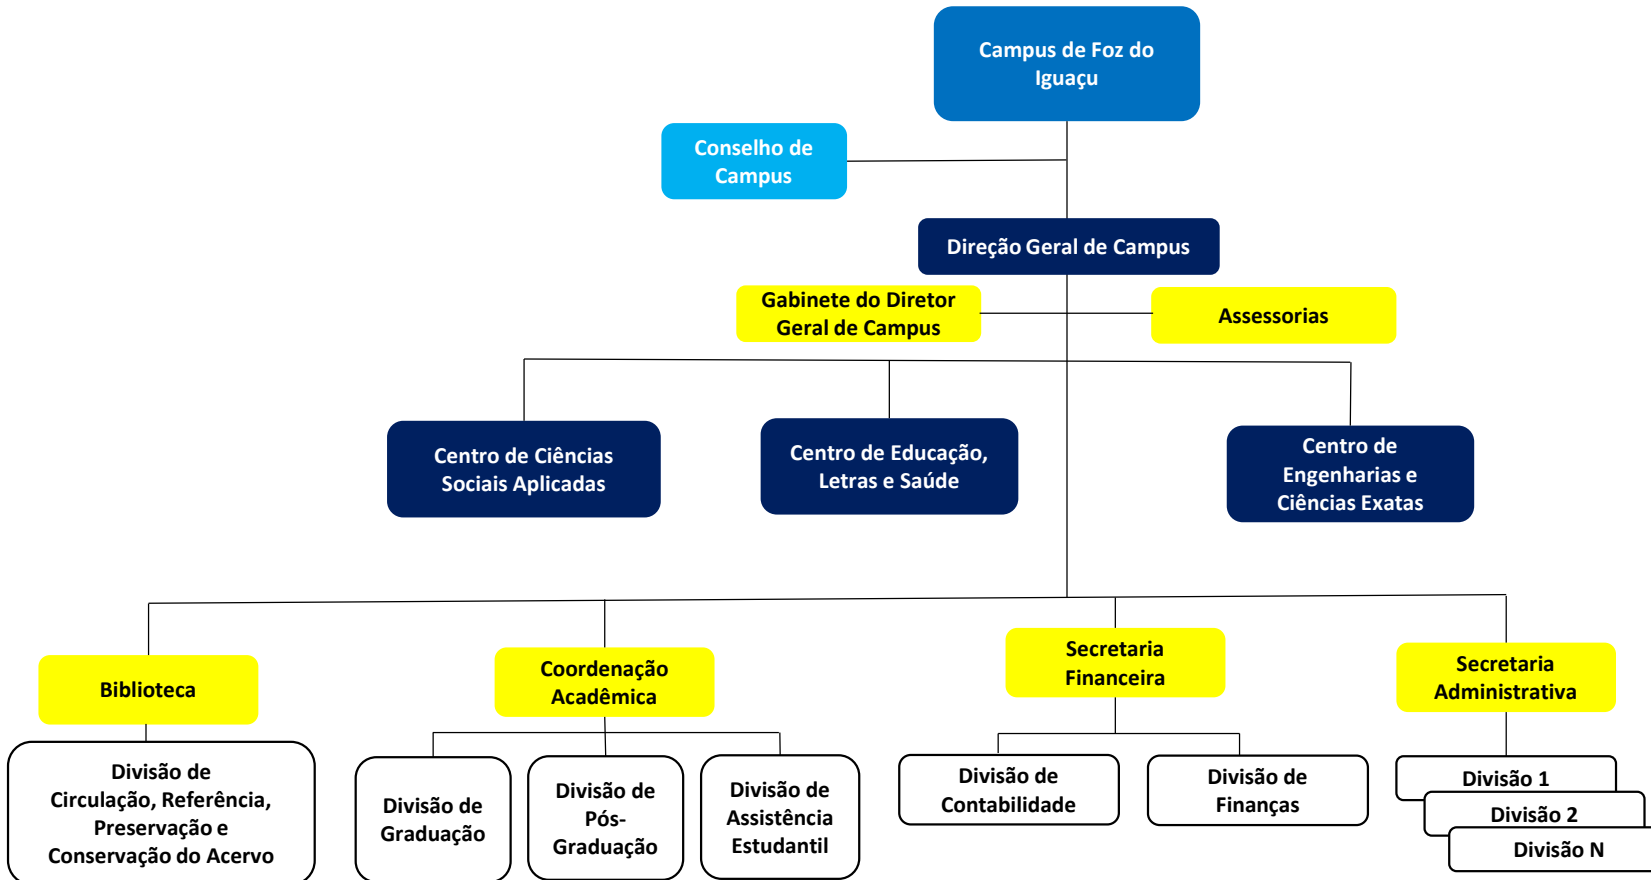 Campus de Foz do
Iguaçu
Conselho de
Campus
Direção Geral de Campus
Gabinete do Diretor
Geral de Campus
Assessorias
Centro de Ciências
Sociais Aplicadas
Centro de Educação,
Letras e Saúde
Centro de
Engenharias e
Ciências Exatas
Biblioteca
Coordenação
Acadêmica
Secretaria
Financeira
Secretaria
Administrativa
Divisão de
Circulação, Referência,
Preservação e
Conservação do Acervo
Divisão de
Graduação
Divisão de
Pós-
Graduação
Divisão de
Assistência
Estudantil
Divisão de
Contabilidade
Divisão de
Finanças
Divisão 1
Divisão 2
Divisão N